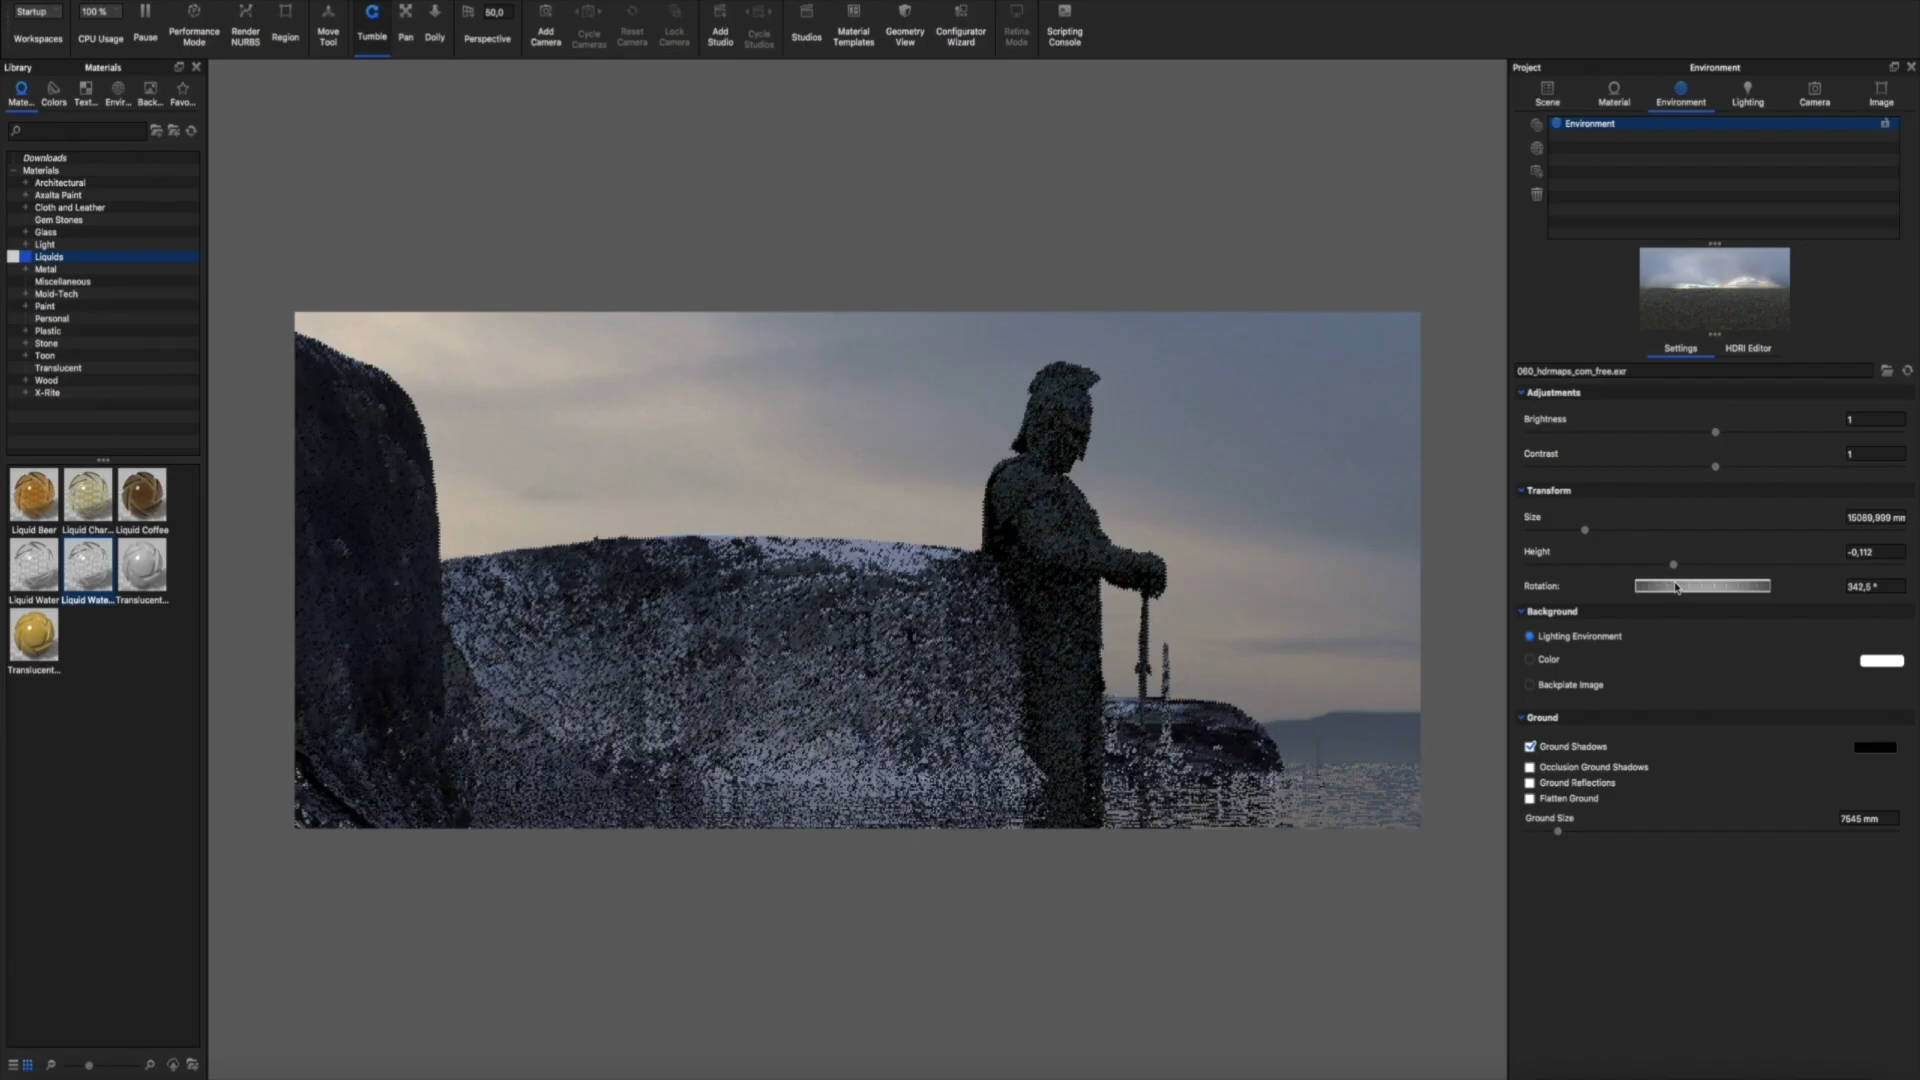 Startup
Workspaces
100 %
CPU Usage
Pause
Performance Mode
Render NURBS
Region
Move Tool
Tumble
Pan
Dolly
50,0
Perspective
Add Camera
Cycle Cameras
Reset Camera
Lock Camera
Add Studio
Cycle Studios
Studios
Material Templates
Geometry View
Configurator Wizard
Retina Mode
Scripting Console
Library
Materials
Mate...
Colors
Text...
Envir...
Back...
Favo...
Downloads
Materials
Architectural
Axalta Paint
Cloth and Leather
Gem Stones
Glass
Light
Liquids
Metal
Miscellaneous
Mold-Tech
Paint
Personal
Plastic
Stone
Toon
Translucent
Wood
X-Rite
Liquid Beer
Liquid Char...
Liquid Coffee
Liquid Water
Liquid Wate...
Translucent...
Translucent...
Project
Environment
Scene
Material
Environment
Lighting
Camera
Image
Environment
Settings
HDRI Editor
060_hdrmaps_com_free.exr
Adjustments
Brightness
1
Contrast
1
Transform
Size
15089,999 mm
Height
-0,112
Rotation:
342,5 °
Background
Lighting Environment
Color
Backplate Image
Ground
Ground Shadows
Occlusion Ground Shadows
Ground Reflections
Flatten Ground
Ground Size
7545 mm